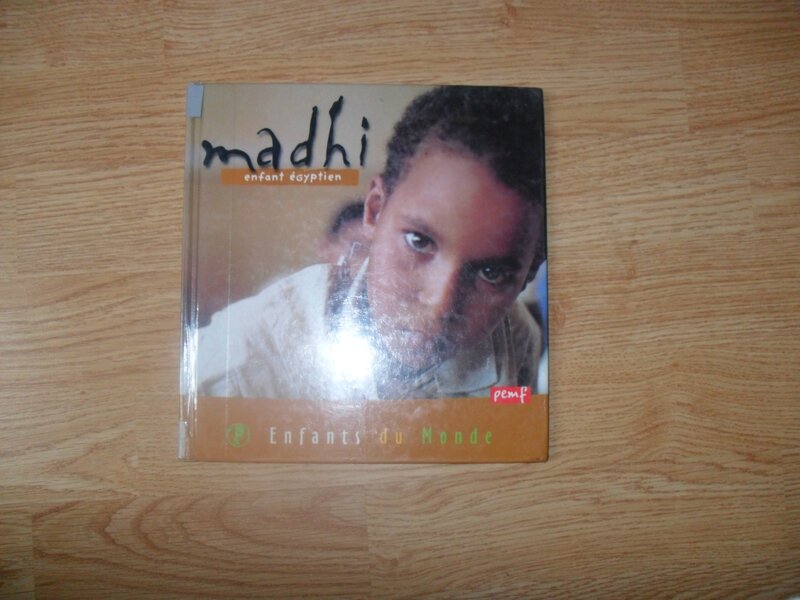 madhi
enfant égyptien
pemf
Enfants du Monde